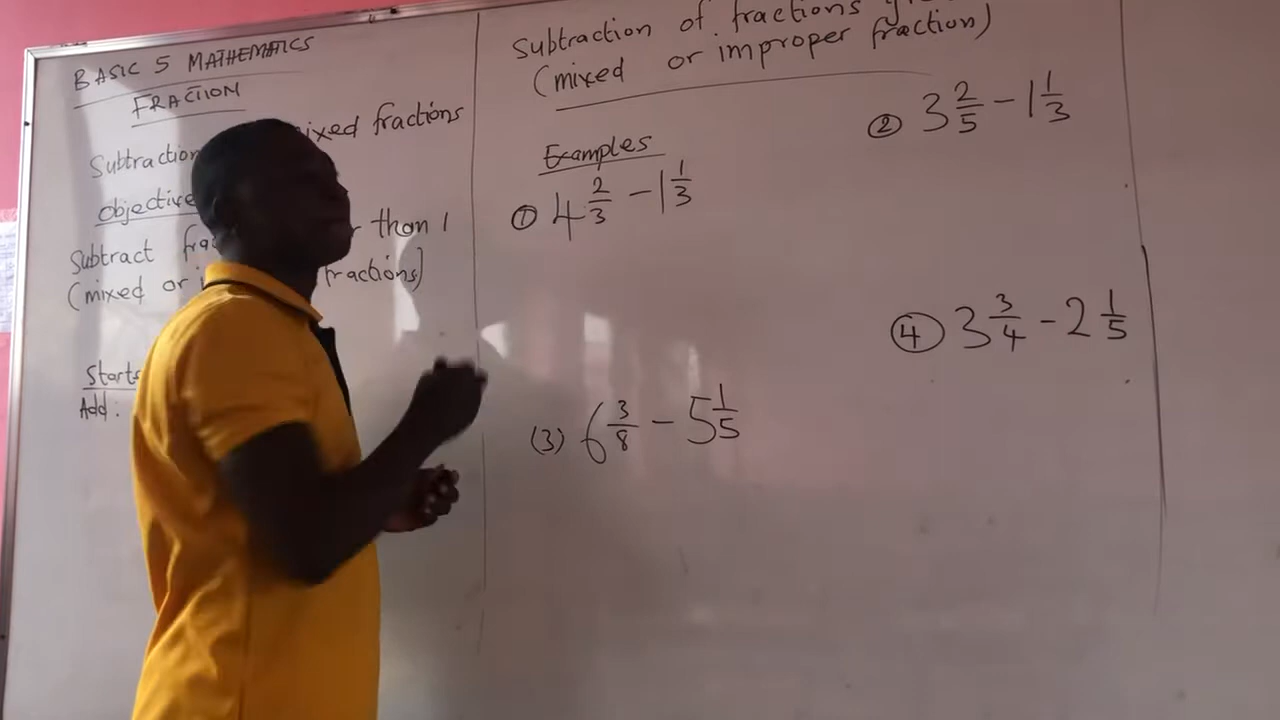 BASIC 5 MATHEMATICS
FRACTION
Subtraction mixed fractions
Objective
Subtract than 1
(mixed or fractions)
Starts
Add:
Subtraction of fractions
(mixed or improper fraction)
Examples
① 4 2/3 - 1 1/3
② 3 2/5 - 1 1/3
(3) 6 3/8 - 5 1/5
④ 3 3/4 - 2 1/5